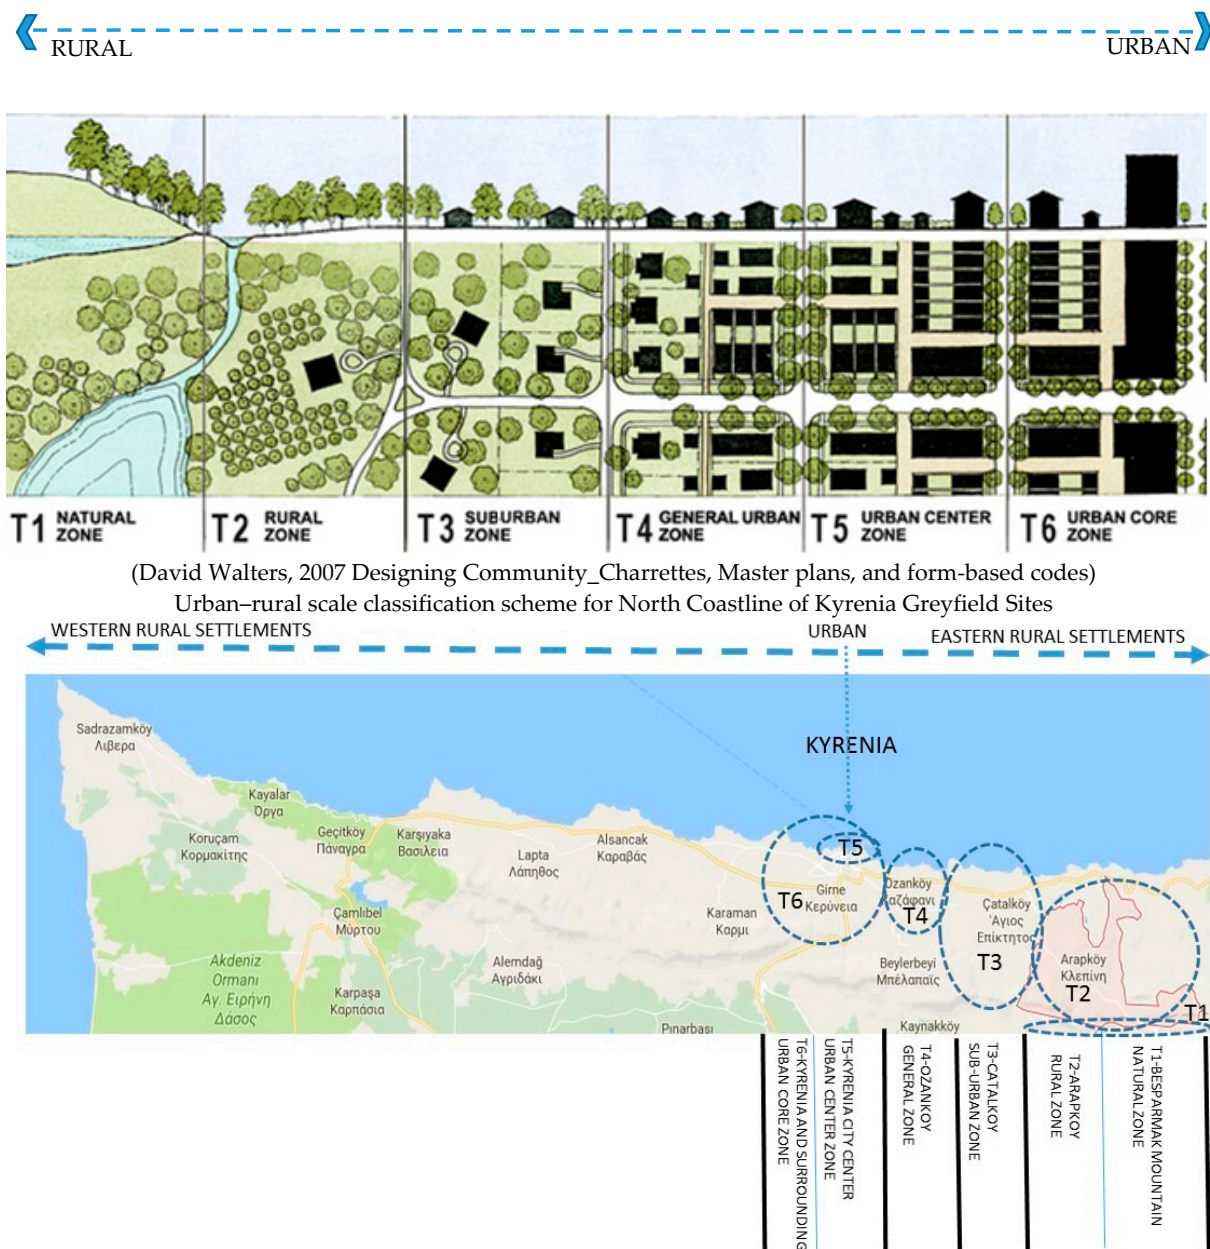 RURAL
URBAN
T1 NATURAL ZONE
T2 RURAL ZONE
T3 SUBURBAN ZONE
T4 GENERAL URBAN ZONE
T5 URBAN CENTER ZONE
T6 URBAN CORE ZONE
(David Walters, 2007 Designing Community_Charrettes, Master plans, and form-based codes)
Urban–rural scale classification scheme for North Coastline of Kyrenia Greyfield Sites
WESTERN RURAL SETTLEMENTS
URBAN
EASTERN RURAL SETTLEMENTS
KYRENIA
Sadrazamköy
Λιβερα
Kayalar
Όργα
Koruçam
Κορμακίτης
Geçitköy
Πάναγρα
Karşıyaka
Βασιλεια
Lapta
Λάπηθος
Alsancak
Καραβάς
T5
T6
Girne
Κερύνεια
Ozanköy
αζάφανι
T4
Çatalköy
Άγιος
Επίκτητος
T3
Karaman
Καρμι
Çamlıbel
Μύρτου
Akdeniz
Ormanı
Αγ. Ειρήνη
Δάσος
Alemdağ
Αγριδάκι
Karpaşa
Καρπάσια
Beylerbeyi
Μπέλαπαϊς
Arapköy
Κλεπίνη
T2
T1
Pınarbaşı
Kaynakköy
T6-KYRENIA AND SURROUNDING
URBAN CORE ZONE
T5-KYRENIA CITY CENTER
URBAN CENTER ZONE
T4-OZANKOY
GENERAL ZONE
T3-CATALKOY
SUB-URBAN ZONE
T2-ARAPKOY
RURAL ZONE
T1-BESPARMAK MOUNTAIN
NATURAL ZONE